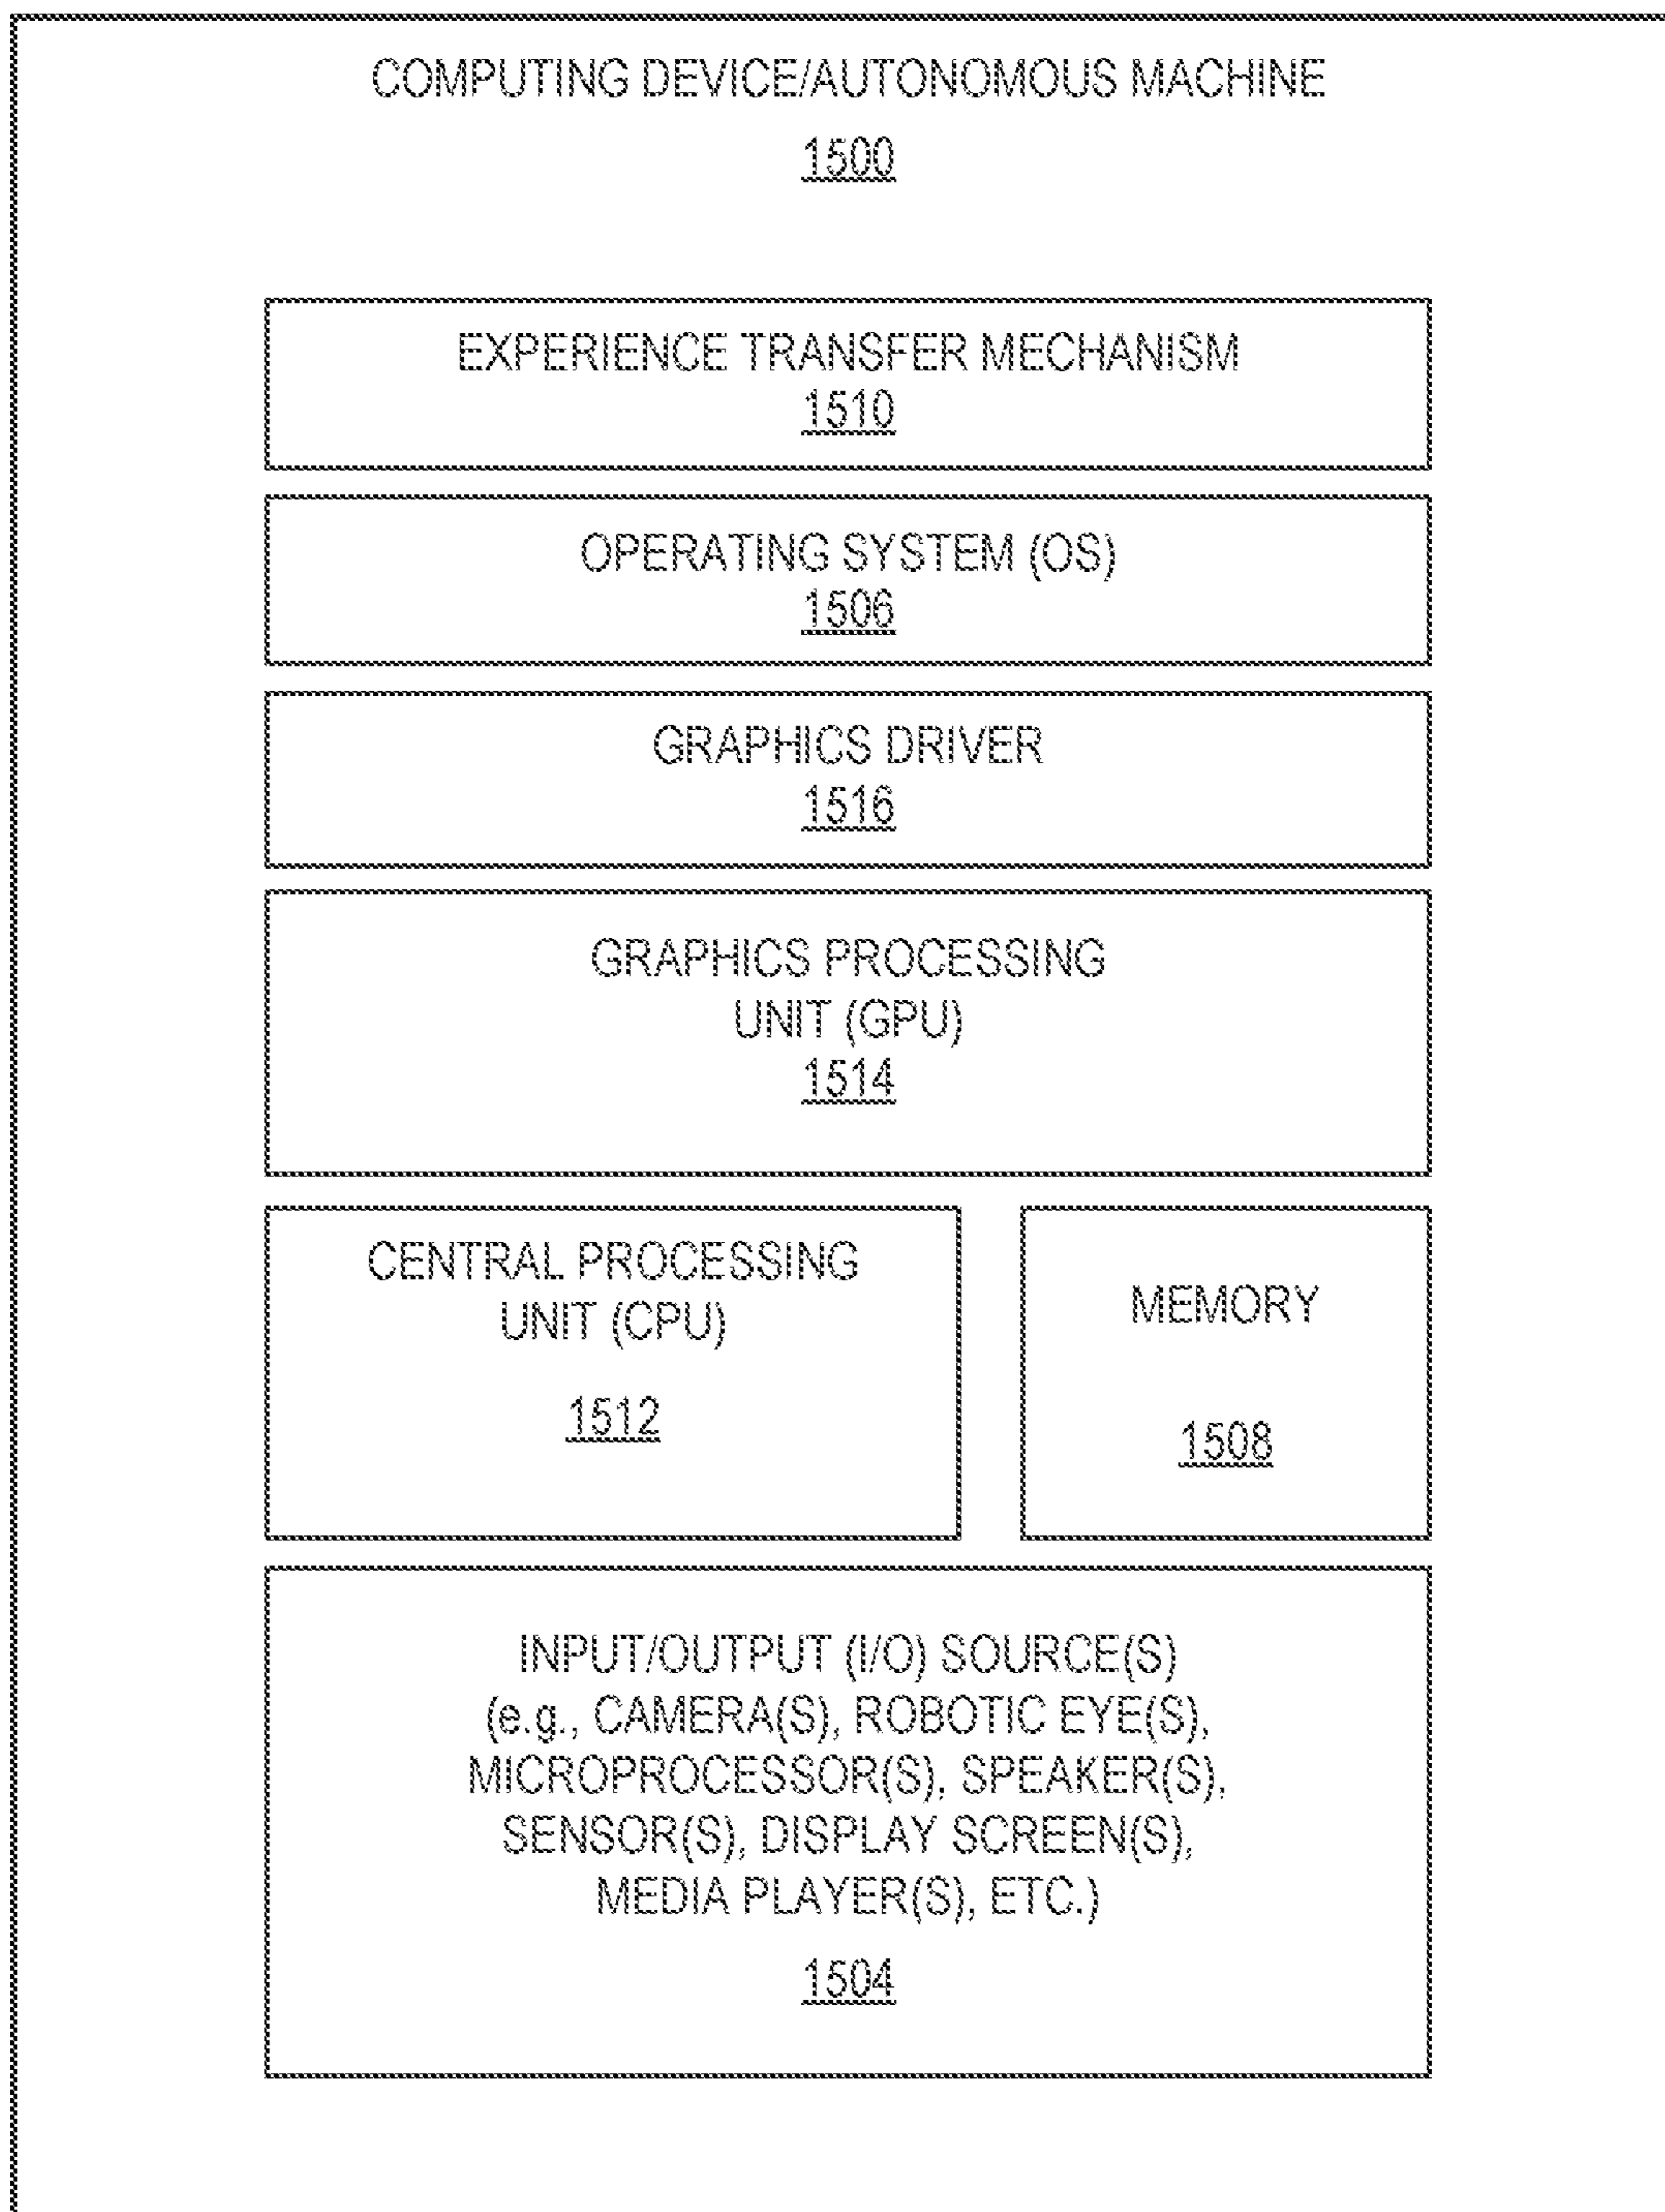 COMPUTING DEVICE/AUTONOMOUS MACHINE
1500
EXPERIENCE TRANSFER MECHANISM
1510
OPERATING SYSTEM (OS)
1506
GRAPHICS DRIVER
1516
GRAPHICS PROCESSING
UNIT (GPU)
1514
CENTRAL PROCESSING
UNIT (CPU)
1512
MEMORY
1508
INPUT/OUTPUT (I/O) SOURCE(S)
(e.g., CAMERA(S), ROBOTIC EYE(S),
MICROPROCESSOR(S), SPEAKER(S),
SENSOR(S), DISPLAY SCREEN(S),
MEDIA PLAYER(S), ETC.)
1504